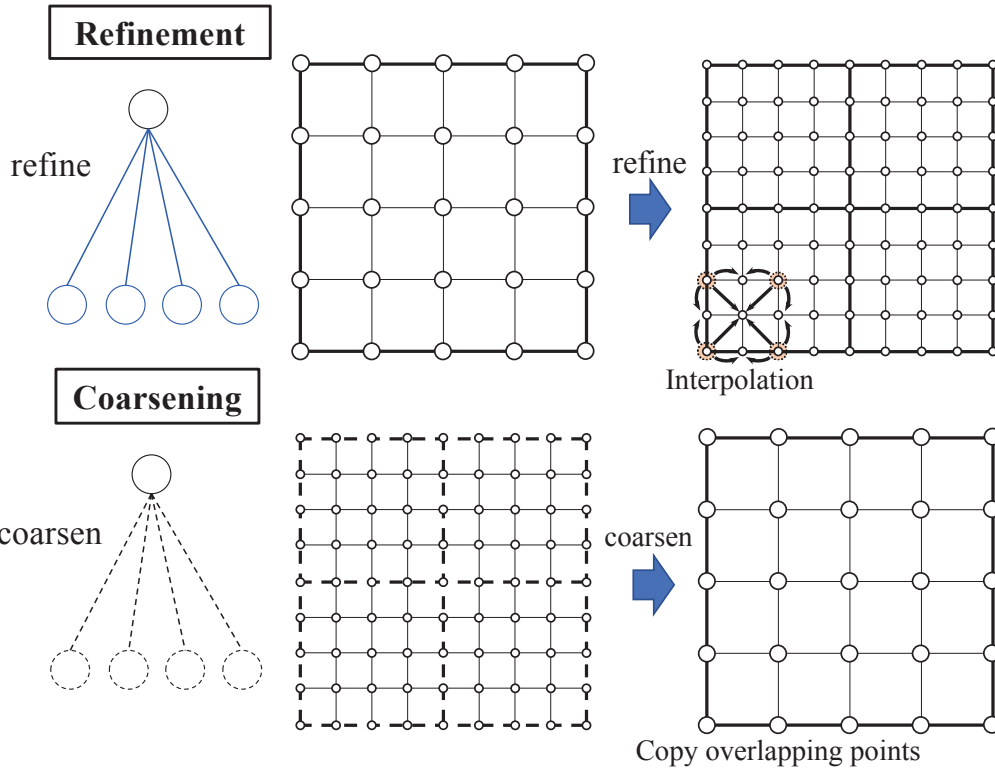 Refinement
refine
refine
Interpolation
Coarsening
coarsen
coarsen
Copy overlapping points